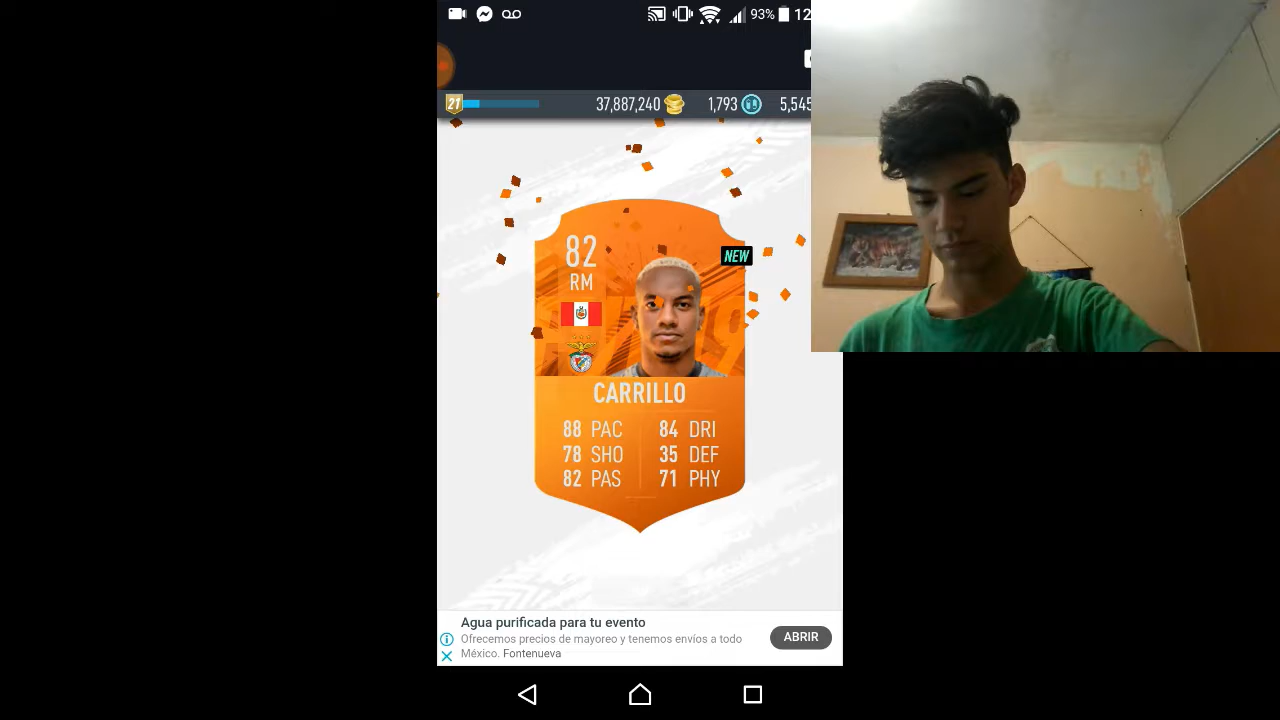 93% 12
21 37,887,240 1,793 5,545
82
RM
NEW
CARRILLO
88 PAC 84 DRI
78 SHO 35 DEF
82 PAS 71 PHY
Agua purificada para tu evento
Ofrecemos precios de mayoreo y tenemos envíos a todo
México. Fontenueva
ABRIR